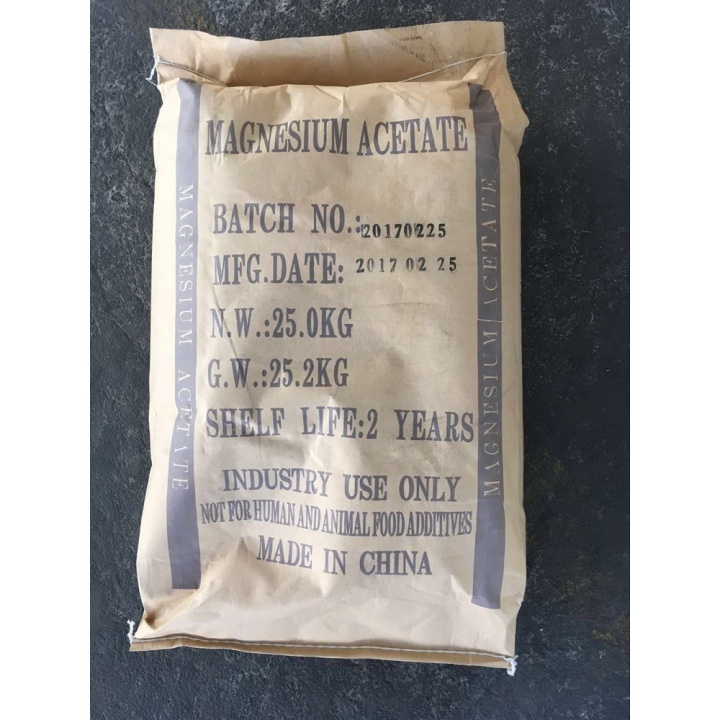 MAGNESIUM ACETATE
BATCH NO.:20170225
MFG.DATE: 2017 02 25
N.W.:25.0KG
G.W.:25.2KG
SHELF LIFE:2 YEARS
INDUSTRY USE ONLY
NOT FOR HUMAN AND ANIMAL FOOD ADDITIVES
MADE IN CHINA
MAGNESIUM ACETATE
MAGNESIUM ACETATE